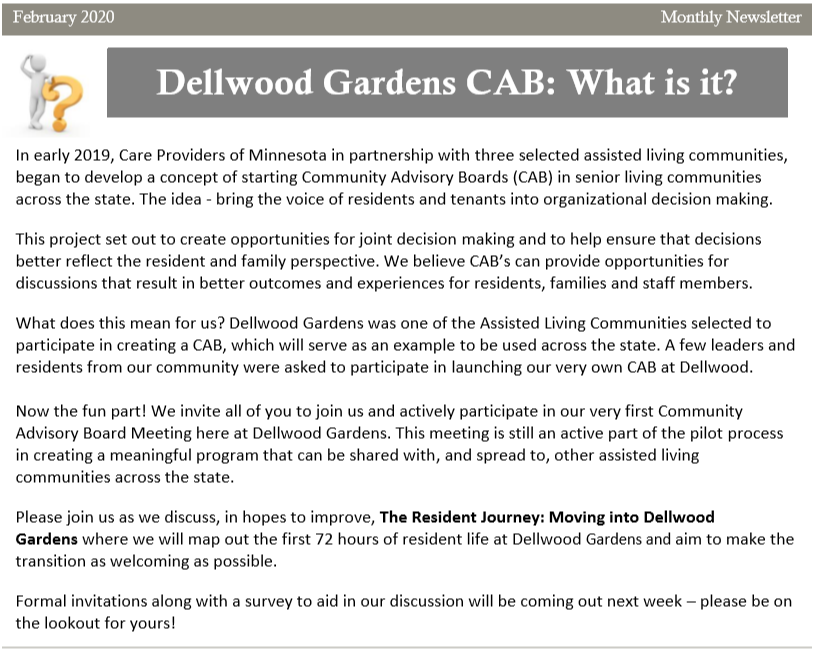 February 2020
Monthly Newsletter
Dellwood Gardens CAB: What is it?
In early 2019, Care Providers of Minnesota in partnership with three selected assisted living communities,
began to develop a concept of starting Community Advisory Boards (CAB) in senior living communities
across the state. The idea - bring the voice of residents and tenants into organizational decision making.
This project set out to create opportunities for joint decision making and to help ensure that decisions
better reflect the resident and family perspective. We believe CAB’s can provide opportunities for
discussions that result in better outcomes and experiences for residents, families and staff members.
What does this mean for us? Dellwood Gardens was one of the Assisted Living Communities selected to
participate in creating a CAB, which will serve as an example to be used across the state. A few leaders and
residents from our community were asked to participate in launching our very own CAB at Dellwood.
Now the fun part! We invite all of you to join us and actively participate in our very first Community
Advisory Board Meeting here at Dellwood Gardens. This meeting is still an active part of the pilot process
in creating a meaningful program that can be shared with, and spread to, other assisted living
communities across the state.
Please join us as we discuss, in hopes to improve, The Resident Journey: Moving into Dellwood
Gardens where we will map out the first 72 hours of resident life at Dellwood Gardens and aim to make the
transition as welcoming as possible.
Formal invitations along with a survey to aid in our discussion will be coming out next week – please be on
the lookout for yours!